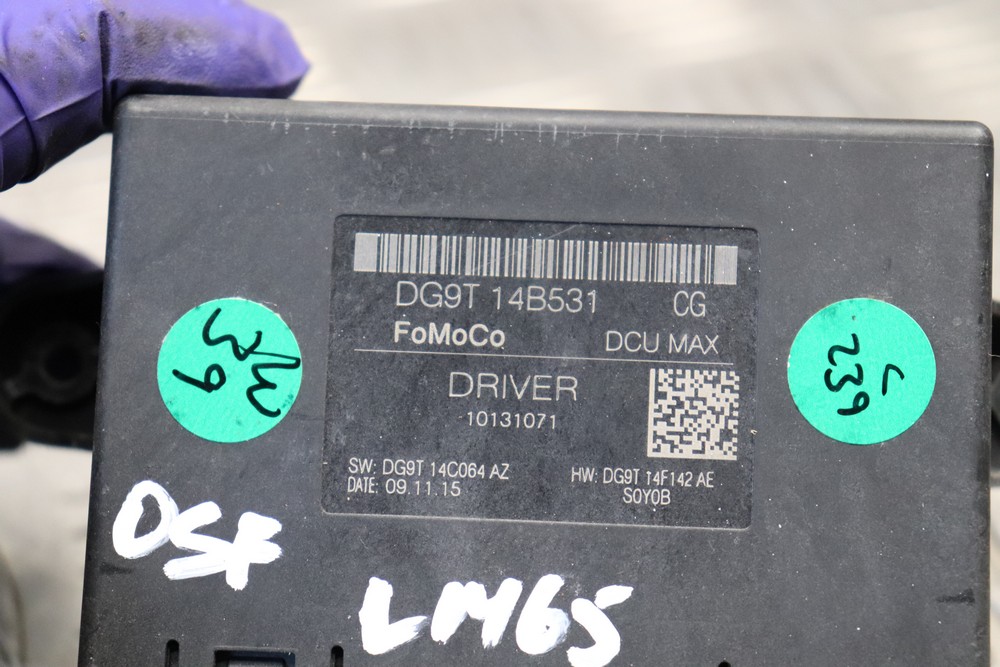 DG9T 14B531 CG
FoMoCo DCU MAX
DRIVER
10131071
SW: DG9T 14C064 AZ
DATE: 09.11.15
HW: DG9T 14F142 AE
S0Y0B
C
239
OSF
LM65